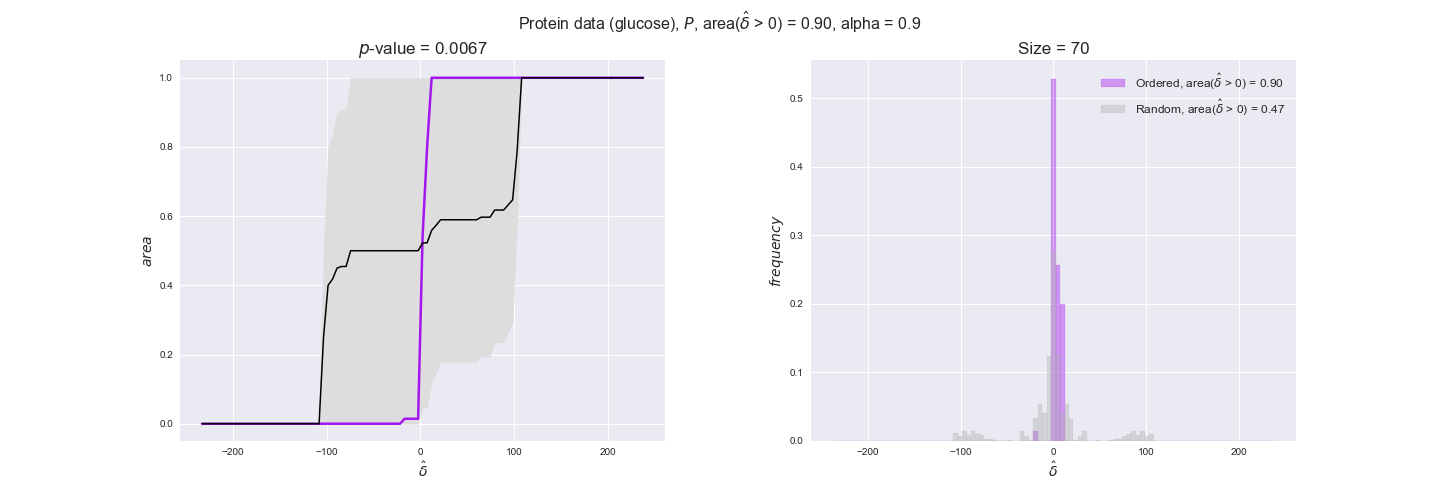 Protein data (glucose), P, area(δ̂ > 0) = 0.90, alpha = 0.9
p-value = 0.0067
1.0
0.8
0.6
0.4
0.2
0.0
area
−200
−100
0
100
200
δ̂
Size = 70
Ordered, area(δ̂ > 0) = 0.90
Random, area(δ̂ > 0) = 0.47
0.5
0.4
0.3
0.2
0.1
0.0
frequency
−200
−100
0
100
200
δ̂